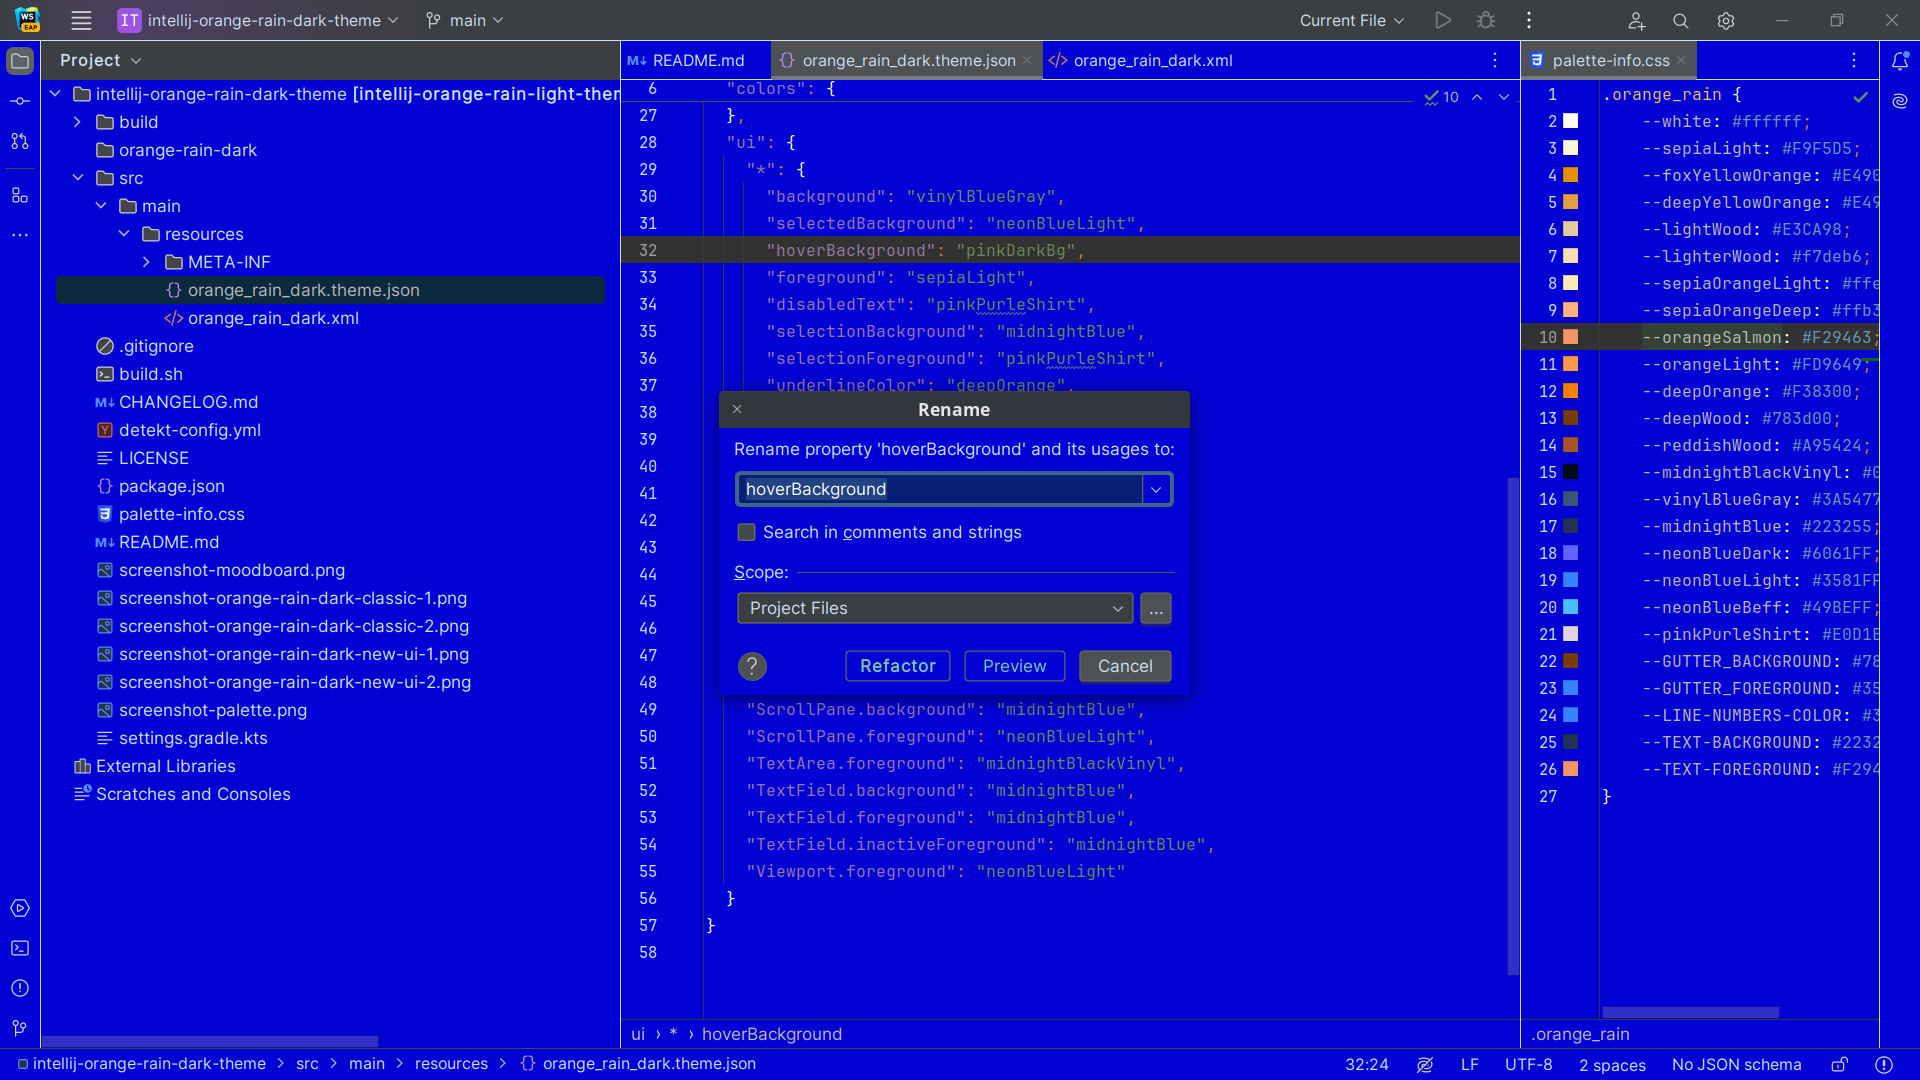 WS
EAP
IT intellij-orange-rain-dark-theme
main
Current File
Project
intellij-orange-rain-dark-theme [intellij-orange-rain-light-ther
build
orange-rain-dark
src
main
resources
META-INF
{} orange_rain_dark.theme.json
</> orange_rain_dark.xml
.gitignore
build.sh
M↓ CHANGELOG.md
Y detekt-config.yml
LICENSE
{} package.json
palette-info.css
M↓ README.md
screenshot-moodboard.png
screenshot-orange-rain-dark-classic-1.png
screenshot-orange-rain-dark-classic-2.png
screenshot-orange-rain-dark-new-ui-1.png
screenshot-orange-rain-dark-new-ui-2.png
screenshot-palette.png
settings.gradle.kts
External Libraries
Scratches and Consoles
M↓ README.md
{} orange_rain_dark.theme.json
</> orange_rain_dark.xml
10
6 "colors": {
27 },
28 "ui": {
29 "*": {
30 "background": "vinylBlueGray",
31 "selectedBackground": "neonBlueLight",
32 "hoverBackground": "pinkDarkBg",
33 "foreground": "sepiaLight",
34 "disabledText": "pinkPurleShirt",
35 "selectionBackground": "midnightBlue",
36 "selectionForeground": "pinkPurleShirt",
37 "underlineColor": "deepOrange",
38
39
40
41
42
43
44
45
46
47
48
49 "ScrollPane.background": "midnightBlue",
50 "ScrollPane.foreground": "neonBlueLight",
51 "TextArea.foreground": "midnightBlackVinyl",
52 "TextField.background": "midnightBlue",
53 "TextField.foreground": "midnightBlue",
54 "TextField.inactiveForeground": "midnightBlue",
55 "Viewport.foreground": "neonBlueLight"
56 }
57 }
58
Rename
Rename property 'hoverBackground' and its usages to:
hoverBackground
Search in comments and strings
Scope:
Project Files
...
?
Refactor
Preview
Cancel
ui > * > hoverBackground
palette-info.css
1 .orange_rain {
2 --white: #ffffff;
3 --sepiaLight: #F9F5D5;
4 --foxYellowOrange: #E490
5 --deepYellowOrange: #E49
6 --lightWood: #E3CA98;
7 --lighterWood: #f7deb6;
8 --sepiaOrangeLight: #ffe
9 --sepiaOrangeDeep: #ffb3
10 --orangeSalmon: #F29463;
11 --orangeLight: #FD9649;
12 --deepOrange: #F38300;
13 --deepWood: #783d00;
14 --reddishWood: #A95424;
15 --midnightBlackVinyl: #0
16 --vinylBlueGray: #3A5477
17 --midnightBlue: #223255;
18 --neonBlueDark: #6061FF;
19 --neonBlueLight: #3581FF
20 --neonBlueBeff: #49BEFF;
21 --pinkPurleShirt: #E0D1E
22 --GUTTER_BACKGROUND: #78
23 --GUTTER_FOREGROUND: #35
24 --LINE-NUMBERS-COLOR: #3
25 --TEXT-BACKGROUND: #2232
26 --TEXT-FOREGROUND: #F294
27 }
.orange_rain
intellij-orange-rain-dark-theme > src > main > resources > {} orange_rain_dark.theme.json
32:24
LF
UTF-8
2 spaces
No JSON schema